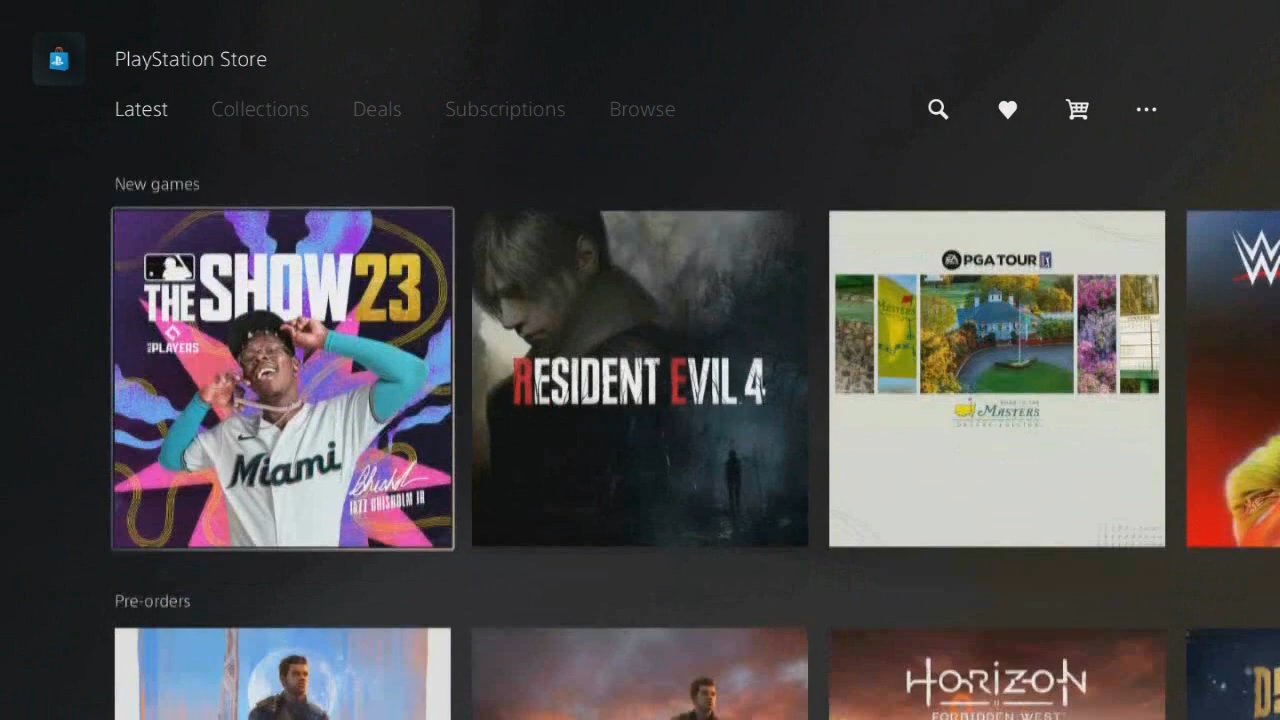 PlayStation Store
Latest
Collections
Deals
Subscriptions
Browse
New games
THE SHOW 23
PLAYERS
Miami
JAZZ CHISHOLM JR
RESIDENT EVIL 4
EA PGA TOUR
MASTERS
W
Pre-orders
HORIZON
FORBIDDEN WEST